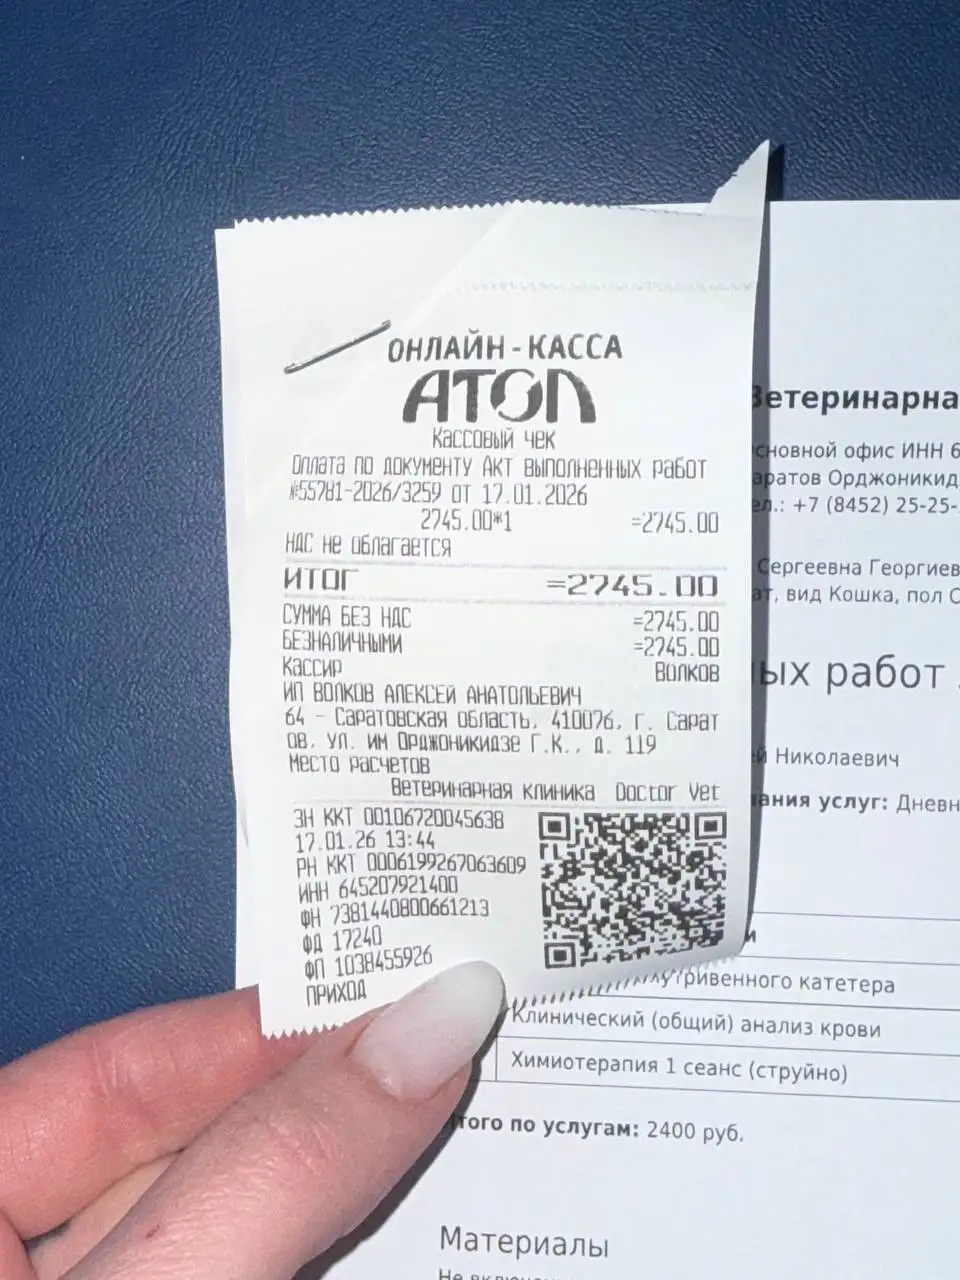 ОНЛАЙН-КАССА
АТОЛ
Кассовый чек
Оплата по документу Акт выполненных работ
№55781-2026/3259 от 17.01.2026
2745.00*1 =2745.00
НДС не облагается
ИТОГ =2745.00
СУММА БЕЗ НДС =2745.00
БЕЗНАЛИЧНЫМИ =2745.00
Кассир Волков
ИП ВОЛКОВ АЛЕКСЕЙ АНАТОЛЬЕВИЧ
64 - Саратовская область, 410076, г. Сарат
ов, ул. им Орджоникидзе Г.К., д. 119
Место расчетов
Ветеринарная клиника Doctor Vet
ЗН ККТ 00106720045638
17.01.26 13:44
РН ККТ 0006199267063609
ИНН 645207921400
ФН 7381440800661213
ФД 17240
ФП 1038455926
ПРИХОД
Ветеринарна
сновной офис ИНН 6
аратов Орджоникид
ел.: +7 (8452) 25-25-
Сергеевна Георгиев
ат, вид Кошка, пол С
ых работ
й Николаевич
ания услуг: Дневн
и
утривенного катетера
Клинический (общий) анализ крови
Химиотерапия 1 сеанс (струйно)
того по услугам: 2400 руб.
Материалы